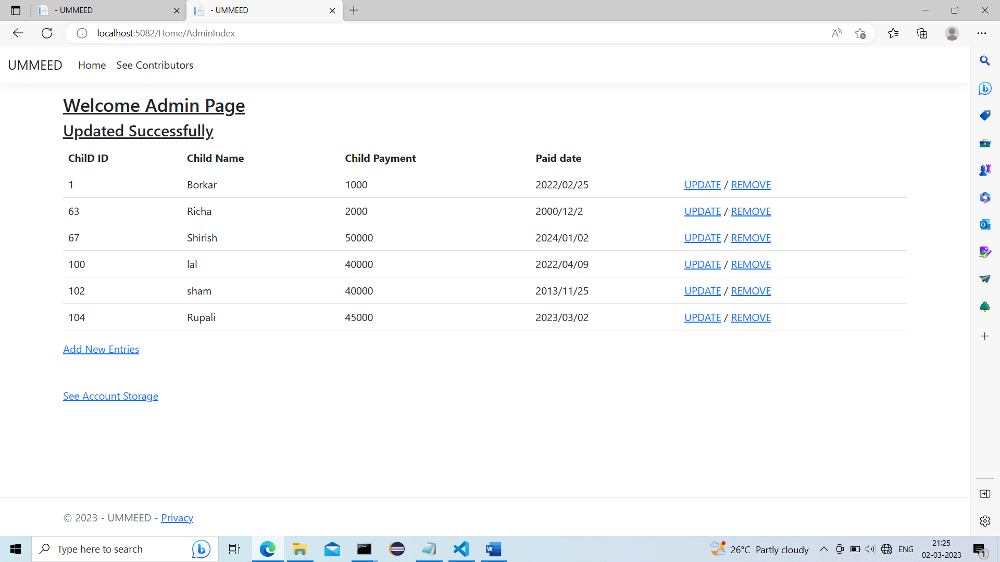 - UMMEED
- UMMEED
localhost:5082/Home/AdminIndex
UMMEED Home See Contributors
Welcome Admin Page
Updated Successfully
ChilD ID Child Name Child Payment Paid date
1 Borkar 1000 2022/02/25 UPDATE / REMOVE
63 Richa 2000 2000/12/2 UPDATE / REMOVE
67 Shirish 50000 2024/01/02 UPDATE / REMOVE
100 lal 40000 2022/04/09 UPDATE / REMOVE
102 sham 40000 2013/11/25 UPDATE / REMOVE
104 Rupali 45000 2023/03/02 UPDATE / REMOVE
Add New Entries
See Account Storage
© 2023 - UMMEED - Privacy
Type here to search
26°C Partly cloudy
ENG
21:25
02-03-2023
1